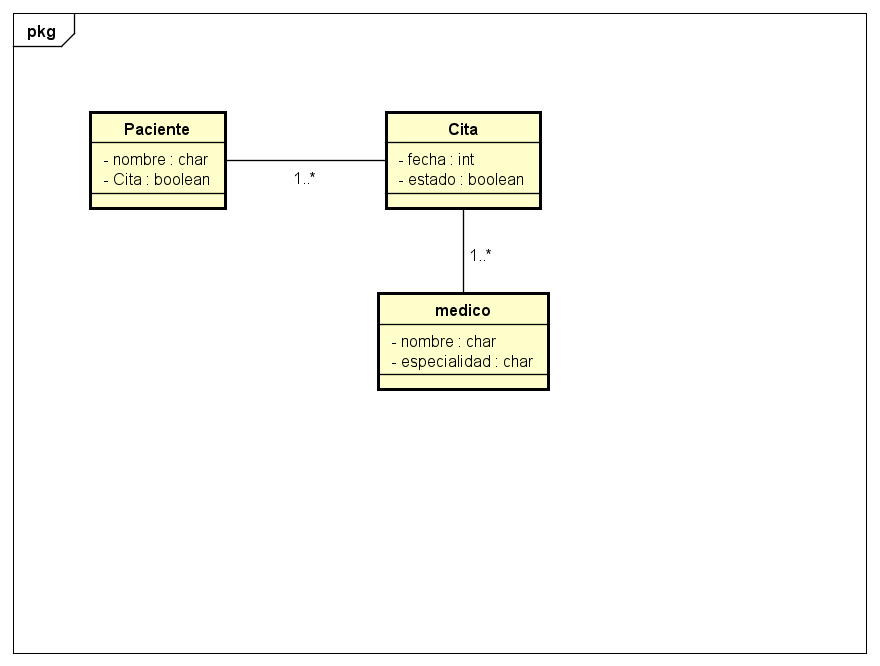 pkg
Paciente
- nombre : char
- Cita : boolean
1..*
Cita
- fecha : int
- estado : boolean
1..*
medico
- nombre : char
- especialidad : char